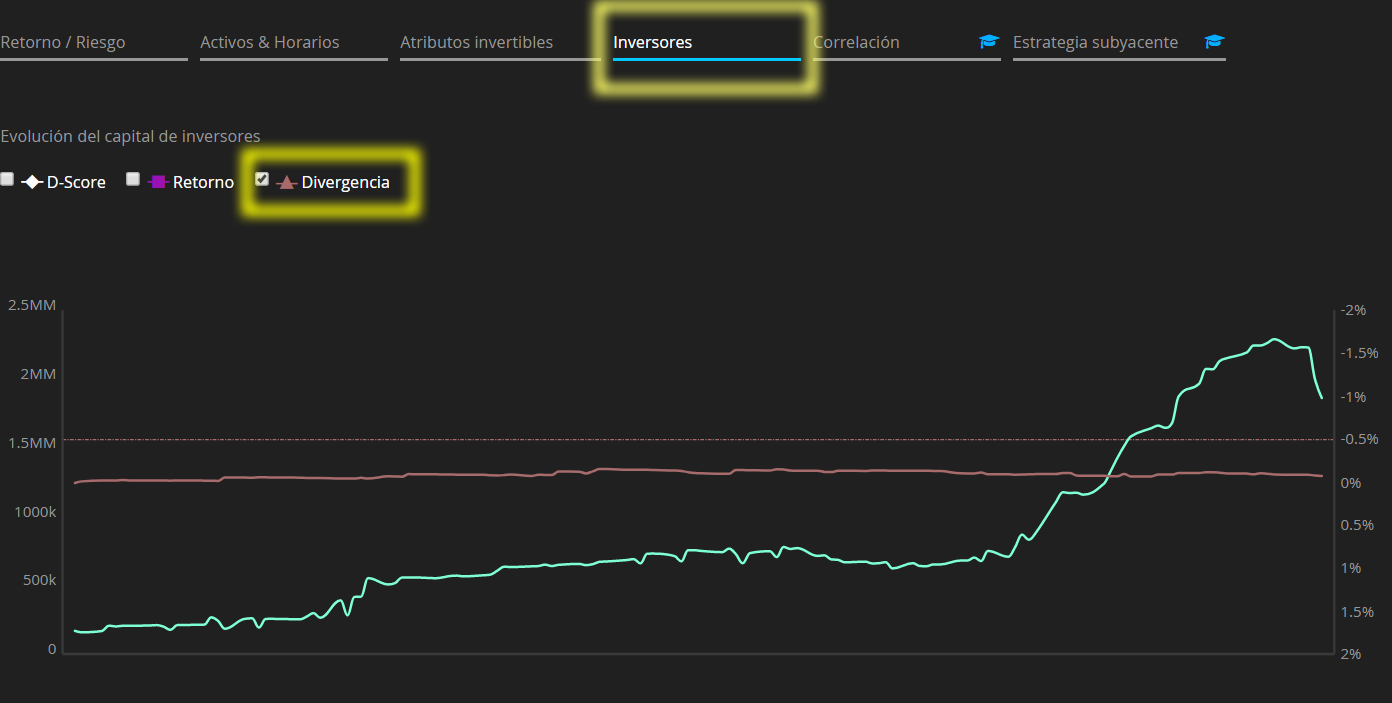 Retorno / Riesgo Activos & Horarios Atributos invertibles Inversores Correlación Estrategia subyacente
Evolución del capital de inversores
D-Score Retorno Divergencia
2.5MM -2%
-1.5%
2MM
-1%
1.5MM -0.5%
0%
1000k
0.5%
500k
1%
1.5%
0 2%